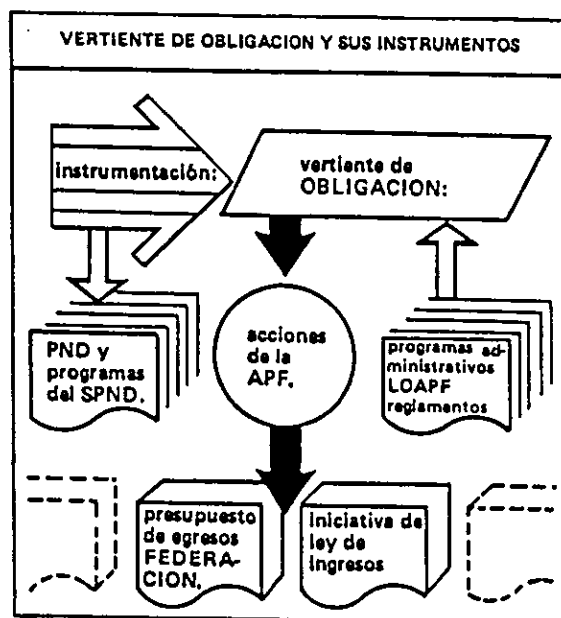 VERTIENTE DE OBLIGACION Y SUS INSTRUMENTOS
instrumentación:
vertiente de
OBLIGACION:
PND y
programas
del SPND.
acciones
de la
APF.
programas ad-
ministrativos
LOAPF
reglamentos
presupuesto
de egresos
FEDERA-
CION.
iniciativa de
ley de
ingresos